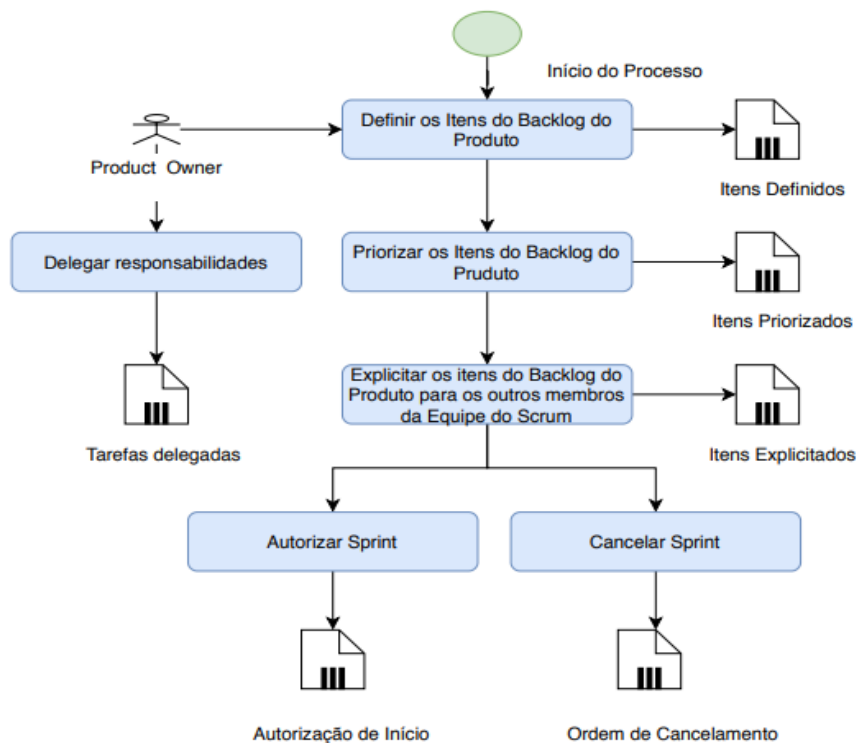 Início do Processo
Definir os Itens do Backlog do
Produto
Product Owner
Itens Definidos
Delegar responsabilidades
Priorizar os Itens do Backlog do
Pruduto
Itens Priorizados
Explicitar os itens do Backlog do
Produto para os outros membros
da Equipe do Scrum
Tarefas delegadas
Itens Explicitados
Autorizar Sprint
Cancelar Sprint
Autorização de Início
Ordem de Cancelamento